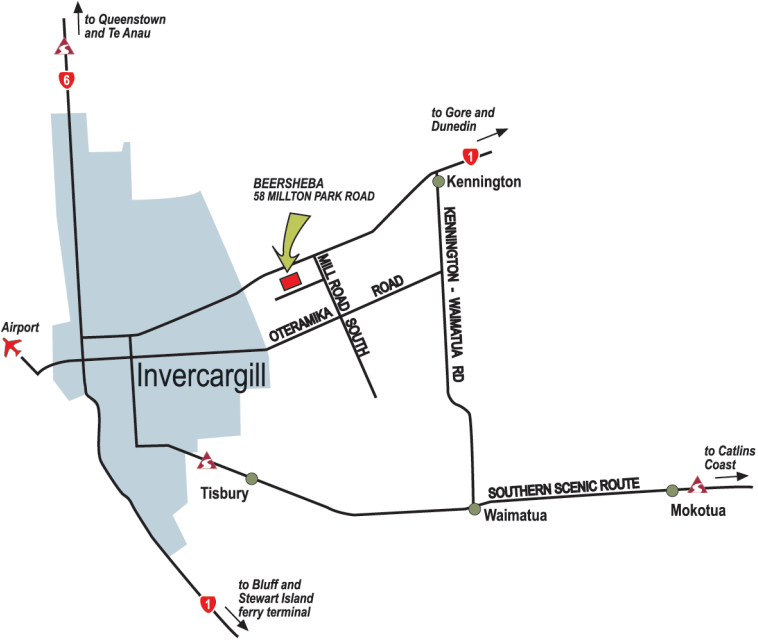 to Queenstown
and Te Anau
6
to Gore and
Dunedin
1
Kennington
BEERSHEBA
58 MILLTON PARK ROAD
MILL ROAD SOUTH
OTERAMIKA ROAD
KENNINGTON - WAIMATUA RD
Airport
Invercargill
to Catlins
Coast
SOUTHERN SCENIC ROUTE
Tisbury
Waimatua
Mokotua
to Bluff and
Stewart Island
ferry terminal
1